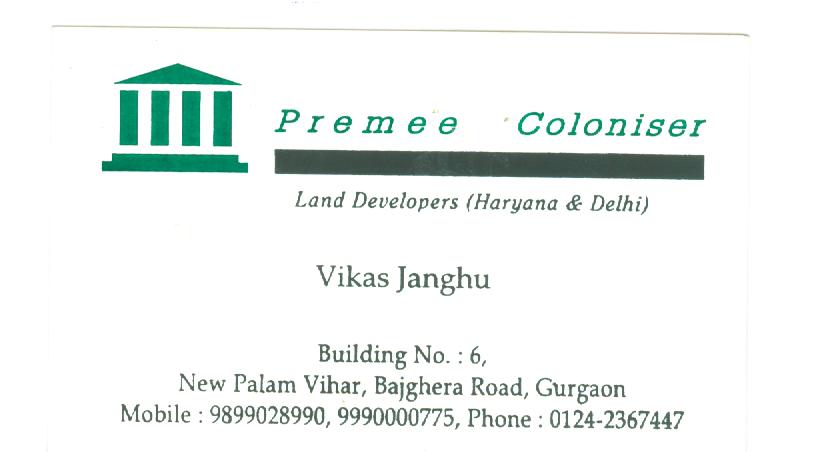 Premee Coloniser
Land Developers (Haryana & Delhi)
Vikas Janghu
Building No. : 6,
New Palam Vihar, Bajghera Road, Gurgaon
Mobile : 9899028990, 9990000775, Phone : 0124-2367447